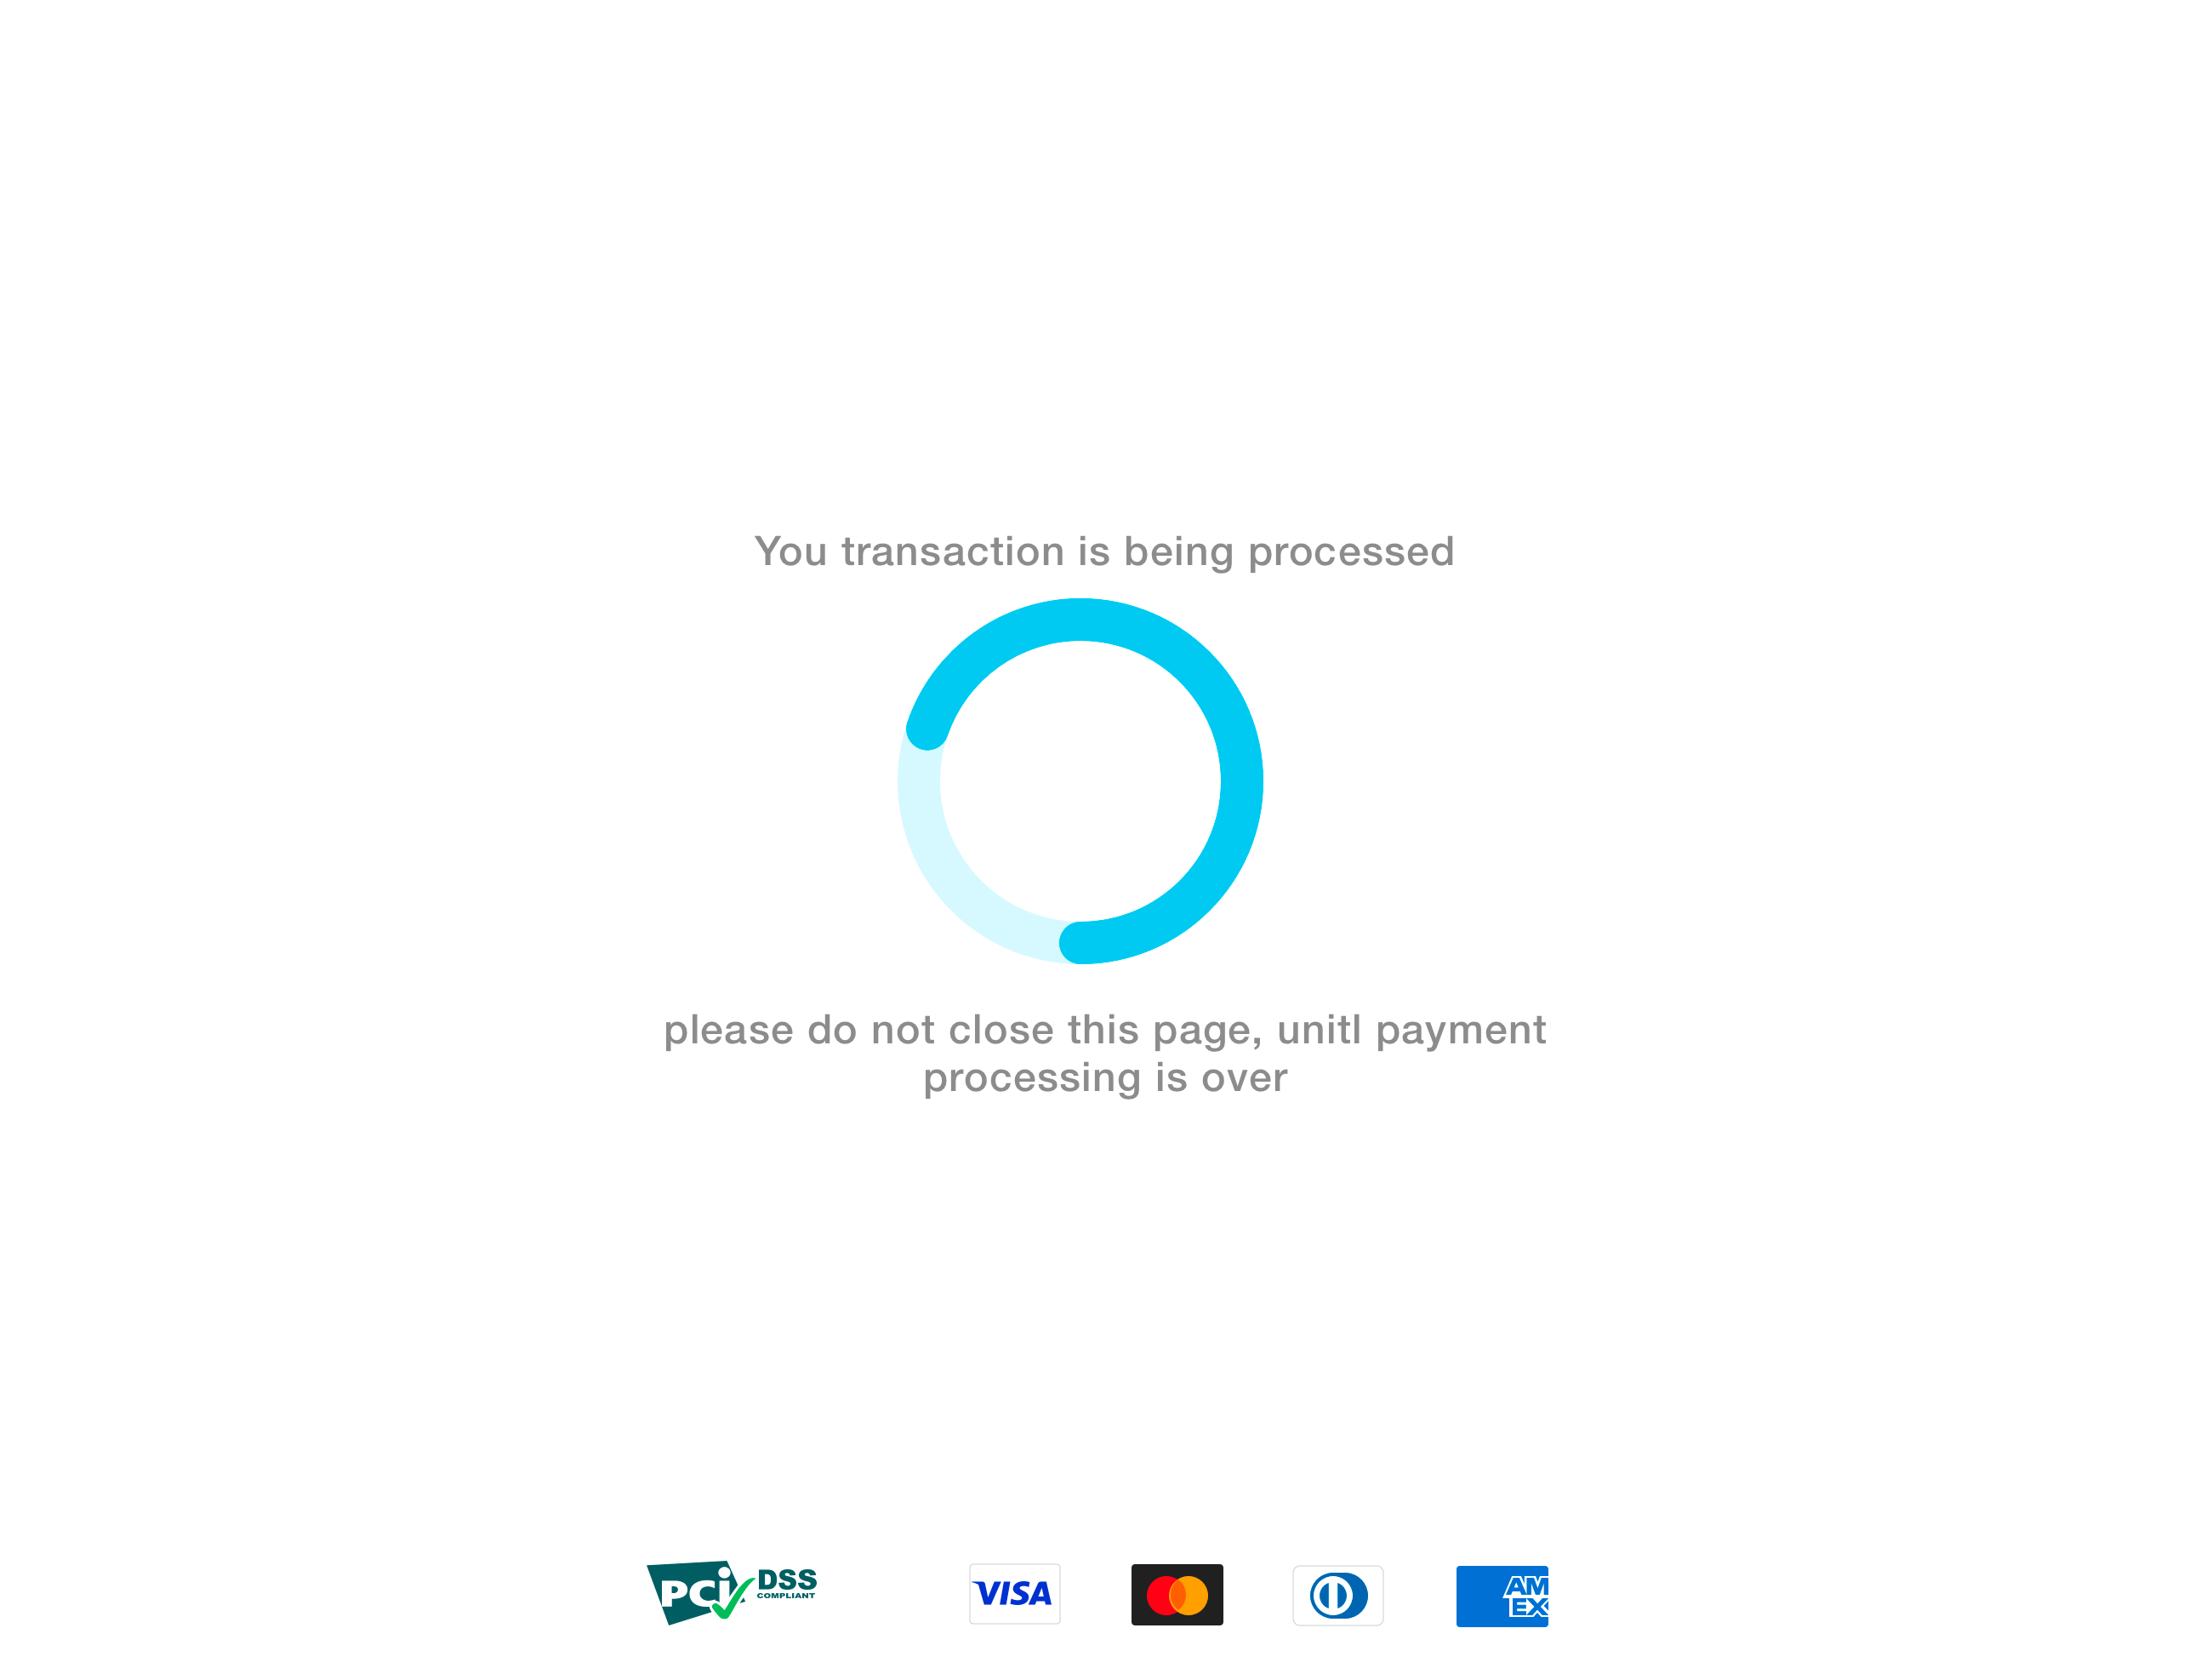 You transaction is being processed
please do not close this page, unitl payment
processing is over
PCi DSS
COMPLIANT
VISA
AM
EX